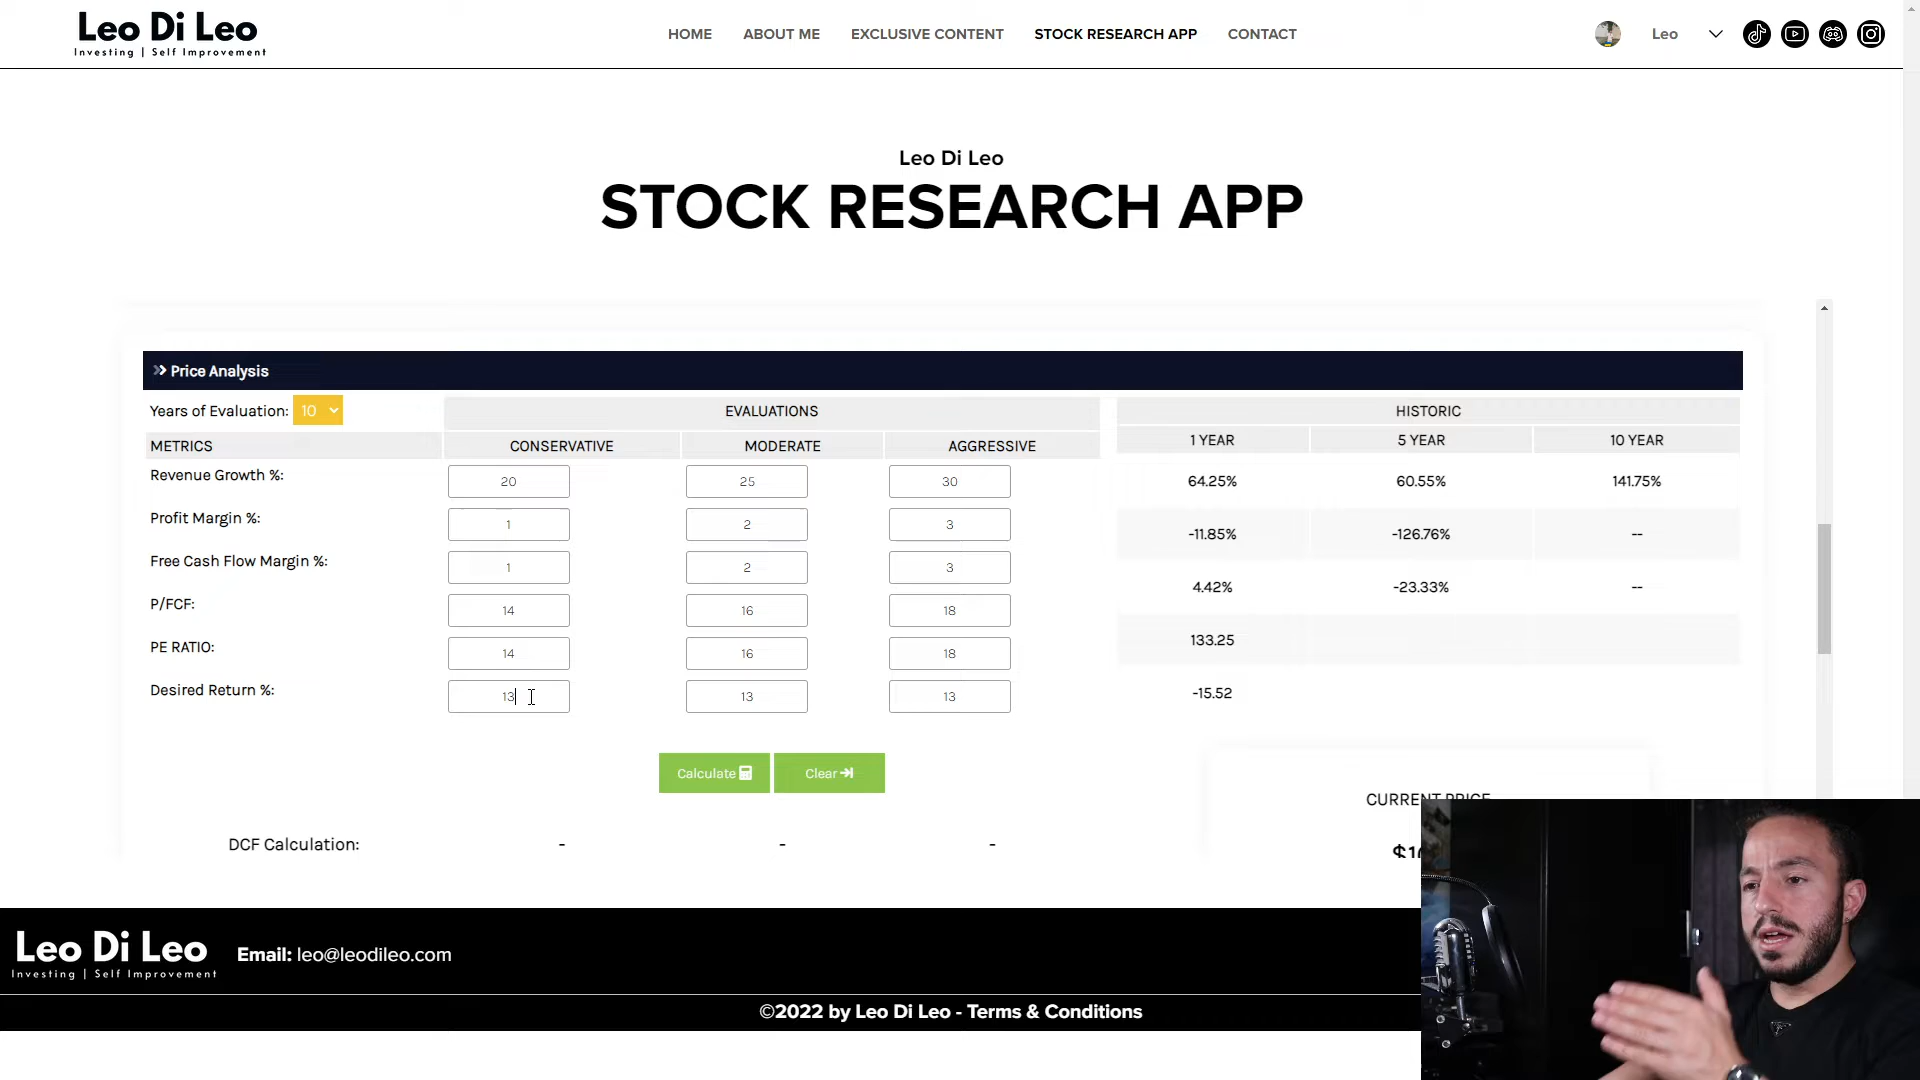 Leo Di Leo
Investing | Self Improvement
HOME ABOUT ME EXCLUSIVE CONTENT STOCK RESEARCH APP CONTACT
Leo
Leo Di Leo
STOCK RESEARCH APP
Price Analysis
Years of Evaluation: 10 EVALUATIONS HISTORIC
METRICS CONSERVATIVE MODERATE AGGRESSIVE 1 YEAR 5 YEAR 10 YEAR
Revenue Growth %: 20 25 30 64.25% 60.55% 141.75%
Profit Margin %: 1 2 3 -11.85% -126.76% --
Free Cash Flow Margin %: 1 2 3 4.42% -23.33% --
P/FCF: 14 16 18 133.25
PE RATIO: 14 16 18 -15.52
Desired Return %: 13 13 13
Calculate Clear
CURRENT PRICE
DCF Calculation: - - -
Leo Di Leo
Investing | Self Improvement
Email: leo@leodileo.com
©2022 by Leo Di Leo - Terms & Conditions